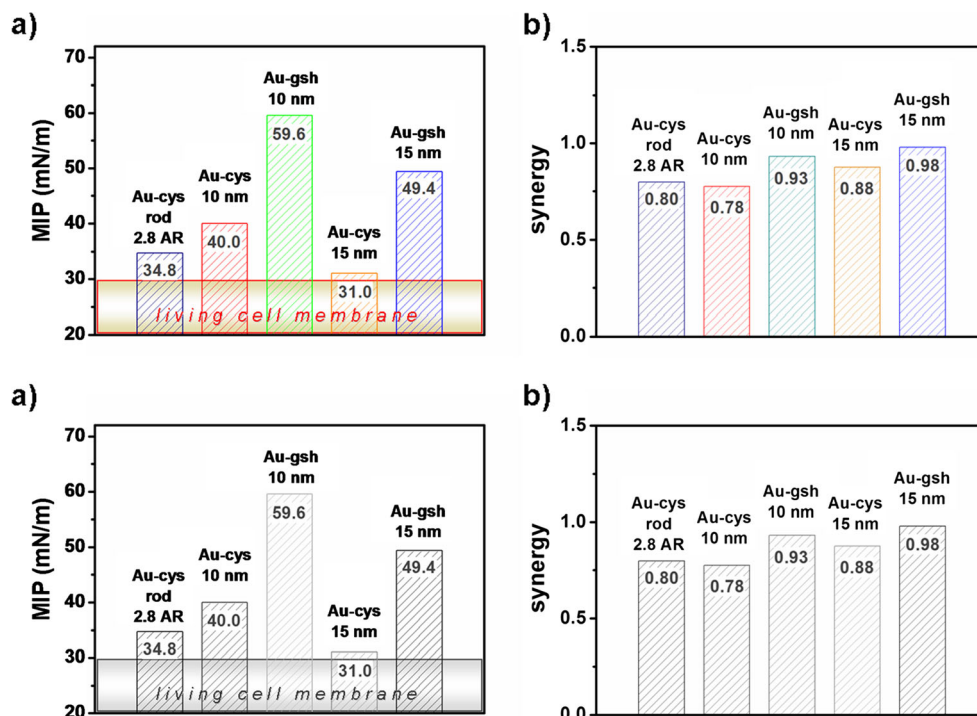 a)
MIP (mN/m)
70
60
50
40
30
20
Au-cys
rod
2.8 AR
34.8
Au-cys
10 nm
40.0
Au-gsh
10 nm
59.6
Au-cys
15 nm
31.0
Au-gsh
15 nm
49.4
living cell membrane
b)
synergy
1.5
1.0
0.5
0.0
Au-cys
rod
2.8 AR
0.80
Au-cys
10 nm
0.78
Au-gsh
10 nm
0.93
Au-cys
15 nm
0.88
Au-gsh
15 nm
0.98
a)
MIP (mN/m)
70
60
50
40
30
20
Au-cys
rod
2.8 AR
34.8
Au-cys
10 nm
40.0
Au-gsh
10 nm
59.6
Au-cys
15 nm
31.0
Au-gsh
15 nm
49.4
living cell membrane
b)
synergy
1.5
1.0
0.5
0.0
Au-cys
rod
2.8 AR
0.80
Au-cys
10 nm
0.78
Au-gsh
10 nm
0.93
Au-cys
15 nm
0.88
Au-gsh
15 nm
0.98